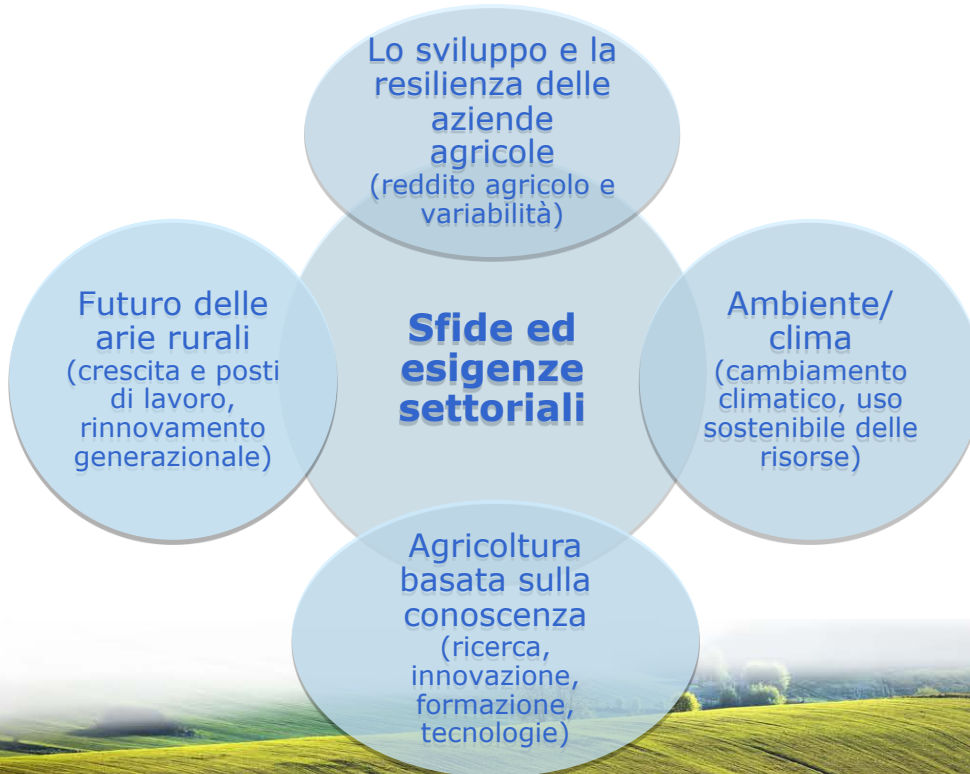 Lo sviluppo e la
resilienza delle
aziende
agricole
(reddito agricolo e
variabilità)
Futuro delle
arie rurali
(crescita e posti
di lavoro,
rinnovamento
generazionale)
Sfide ed
esigenze
settoriali
Ambiente/
clima
(cambiamento
climatico, uso
sostenibile delle
risorse)
Agricoltura
basata sulla
conoscenza
(ricerca,
innovazione,
formazione,
tecnologie)